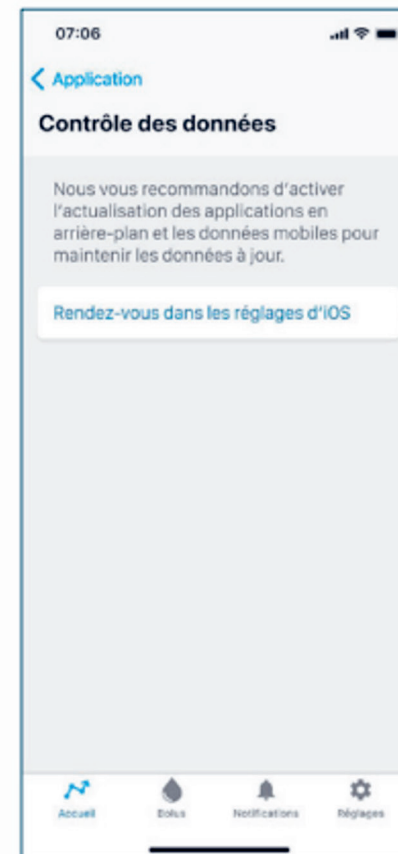 07:06
Application
Contrôle des données
Nous vous recommandons d'activer
l'actualisation des applications en
arrière-plan et les données mobiles pour
maintenir les données à jour.
Rendez-vous dans les réglages d'iOS
Accueil Bolus Notifications Réglages